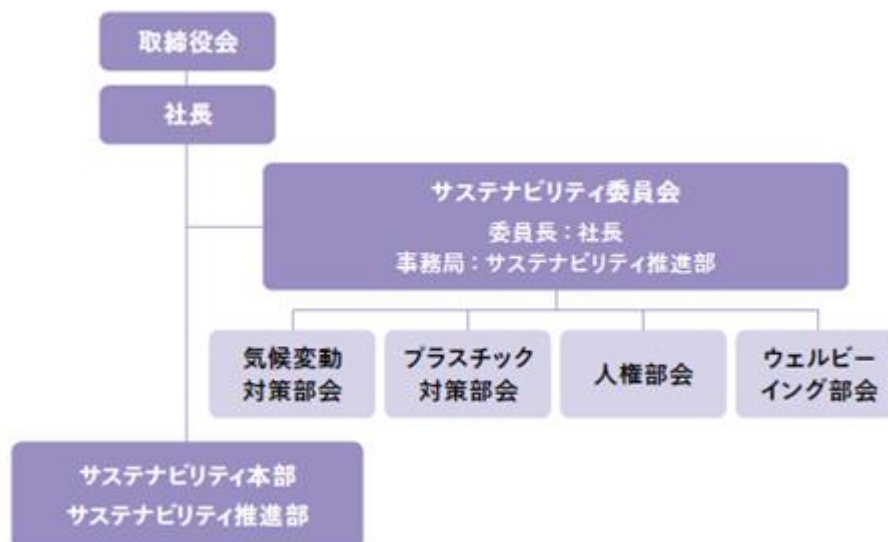 取締役会
社長
サステナビリティ委員会
委員長：社長
事務局：サステナビリティ推進部
気候変動
対策部会
プラスチック
対策部会
人権部会
ウェルビー
イング部会
サステナビリティ本部
サステナビリティ推進部